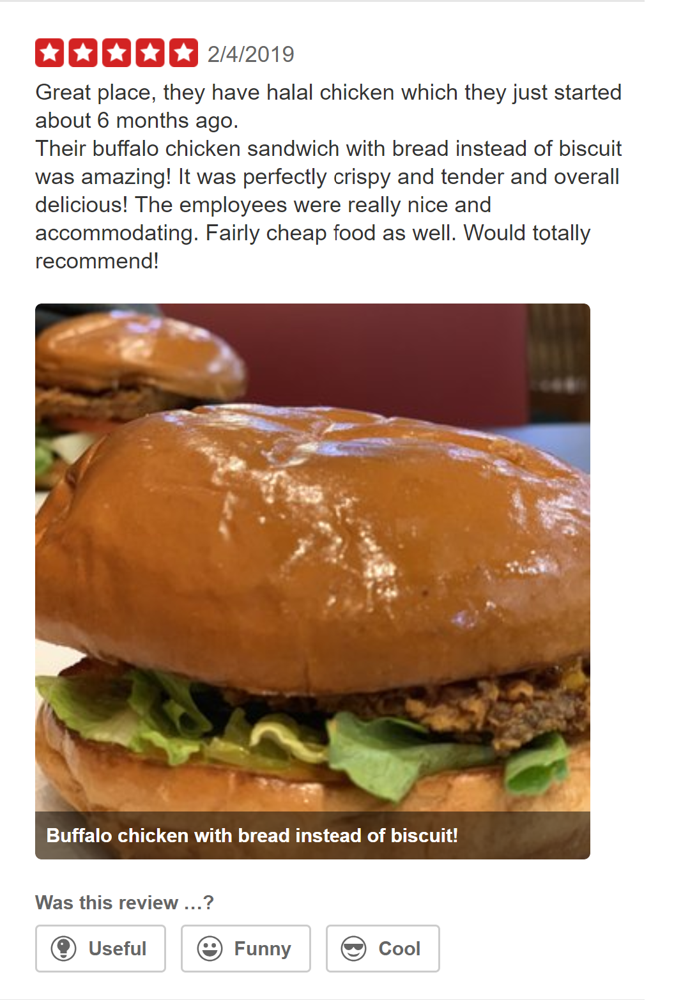 2/4/2019
Great place, they have halal chicken which they just started
about 6 months ago.
Their buffalo chicken sandwich with bread instead of biscuit
was amazing! It was perfectly crispy and tender and overall
delicious! The employees were really nice and
accommodating. Fairly cheap food as well. Would totally
recommend!
Buffalo chicken with bread instead of biscuit!
Was this review …?
Useful
Funny
Cool